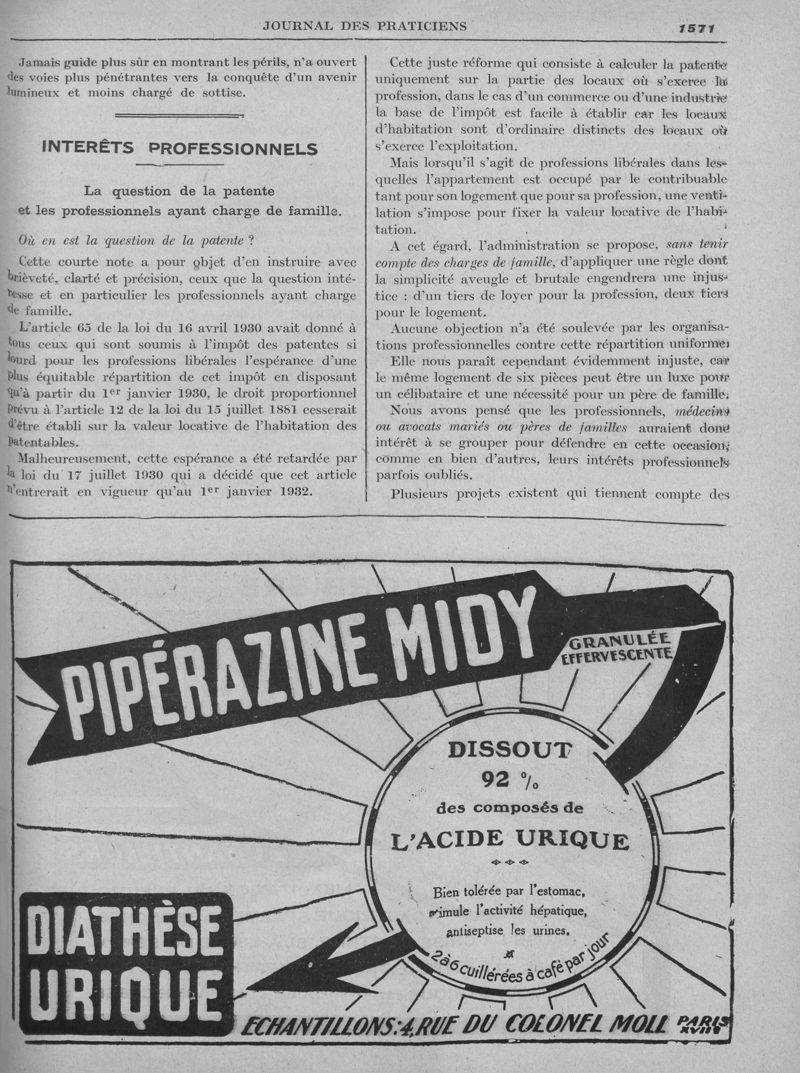 JOURNAL DES PRATICIENS
1571
Jamais guide plus sûr en montrant les périls, n'a ouvert
des voies plus pénétrantes vers la conquête d'un avenir
lumineux et moins chargé de sottise.
INTERÊTS PROFESSIONNELS
La question de la patente
et les professionnels ayant charge de famille.
Où en est la question de la patente ?
Cette courte note a pour objet d'en instruire avec
brièveté, clarté et précision, ceux que la question inté-
resse et en particulier les professionnels ayant charge
de famille.
L'article 65 de la loi du 16 avril 1930 avait donné à
tous ceux qui sont soumis à l'impôt des patentes si
lourd pour les professions libérales l'espérance d'une
plus équitable répartition de cet impôt en disposant
qu'à partir du 1er janvier 1930, le droit proportionnel
prévu à l'article 12 de la loi du 15 juillet 1881 cesserait
d'être établi sur la valeur locative de l'habitation des
patentables.
Malheureusement, cette espérance a été retardée par
la loi du 17 juillet 1930 qui a décidé que cet article
n'entrerait en vigueur qu'au 1er janvier 1932.
Cette juste réforme qui consiste à calculer la patente
uniquement sur la partie des locaux où s'exerce la
profession, dans le cas d'un commerce ou d'une industrie
la base de l'impôt est facile à établir car les locaux
d'habitation sont d'ordinaire distincts des locaux où
s'exerce l'exploitation.
Mais lorsqu'il s'agit de professions libérales dans les-
quelles l'appartement est occupé par le contribuable
tant pour son logement que pour sa profession, une venti-
lation s'impose pour fixer la valeur locative de l'habi-
tation.
A cet égard, l'administration se propose, sans tenir
compte des charges de famille, d'appliquer une règle dont
la simplicité aveugle et brutale engendrera une injus-
tice : d'un tiers de loyer pour la profession, deux tiers
pour le logement.
Aucune objection n'a été soulevée par les organisa-
tions professionnelles contre cette répartition uniforme.
Elle nous paraît cependant évidemment injuste, car
le même logement de six pièces peut être un luxe pour
un célibataire et une nécessité pour un père de famille.
Nous avons pensé que les professionnels, médecins
ou avocats mariés ou pères de familles auraient donc
intérêt à se grouper pour défendre en cette occasion,
comme en bien d'autres, leurs intérêts professionnels
parfois oubliés.
Plusieurs projets existent qui tiennent compte des
PIPÉRAZINE MIDY
GRANULÉE
EFFERVESCENTE
DISSOUT
92 %
des composés de
L'ACIDE URIQUE
Bien tolérée par l'estomac,
stimule l'activité hépatique,
antiseptise les urines.
2 à 6 cuillérées à café par jour
DIATHÈSE
URIQUE
ECHANTILLONS: 4, RUE DU COLONEL MOLL PARIS XVIIe